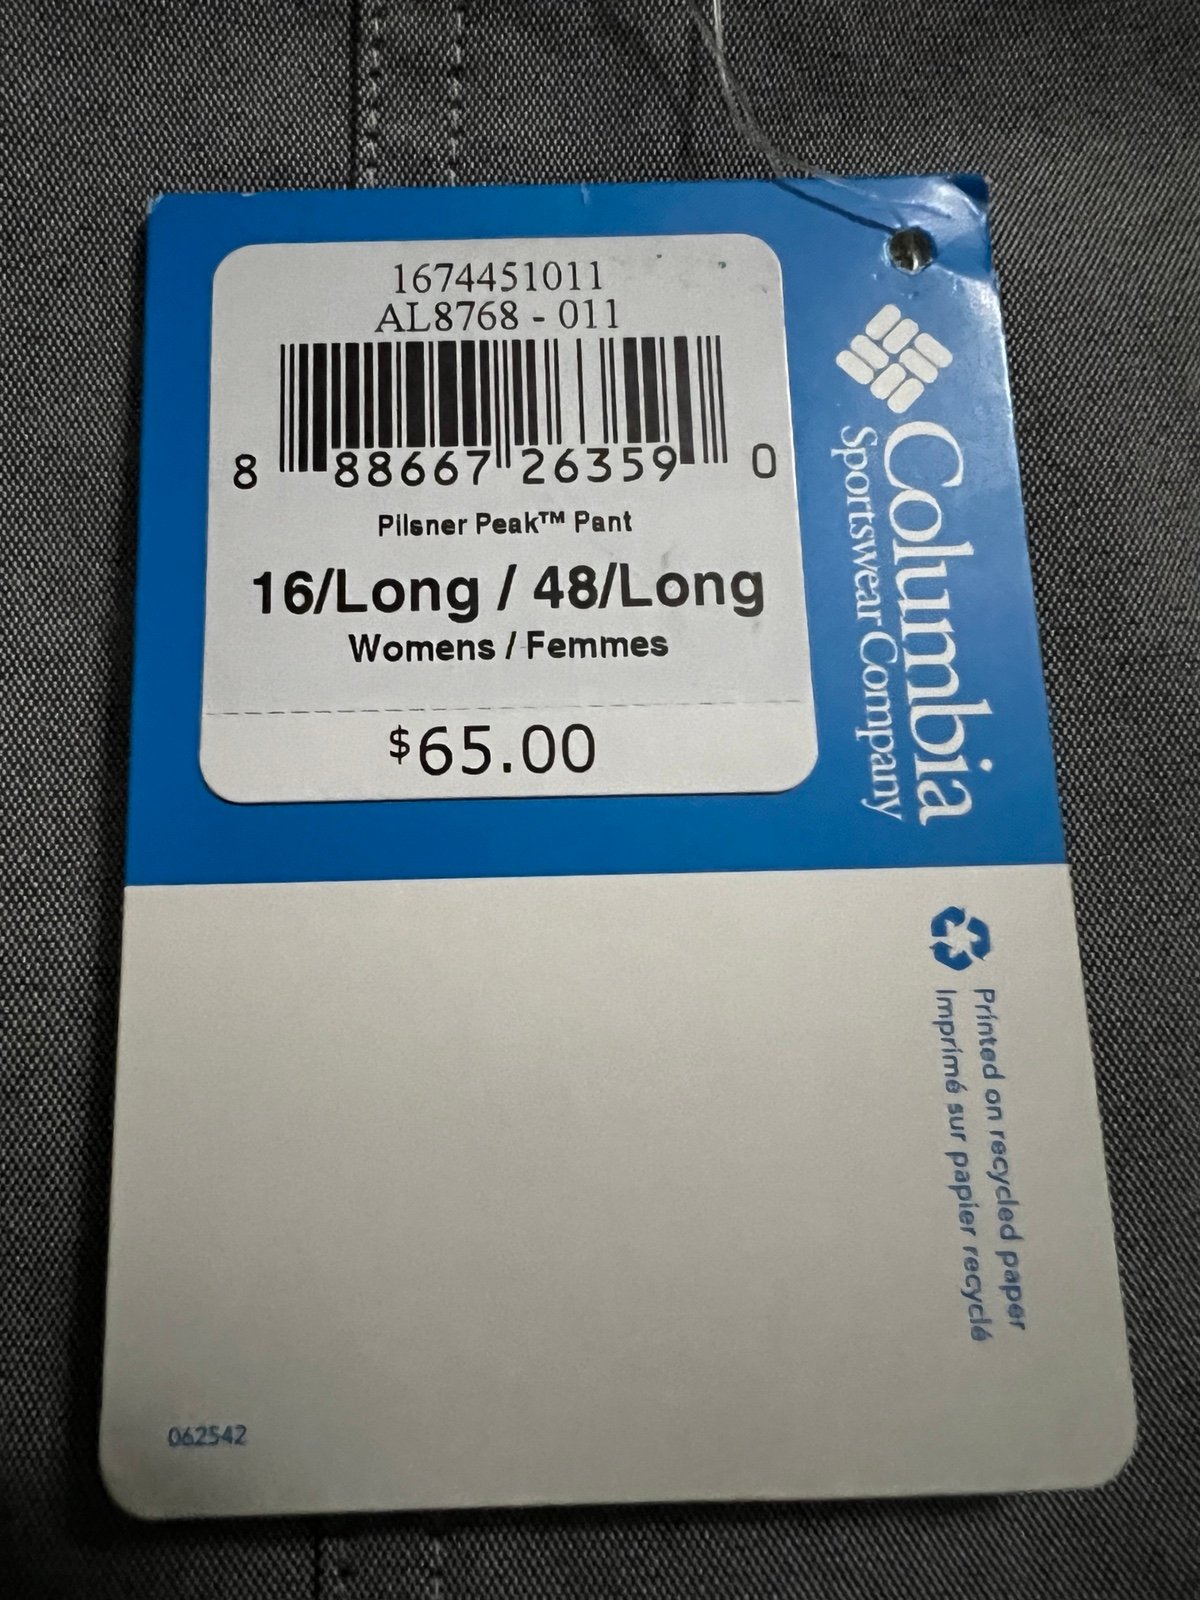 1674451011
AL8768 - 011
8 88667 26359 0
Pilsner Peak™ Pant
16/Long / 48/Long
Womens / Femmes
$65.00
Columbia
Sportswear Company
Printed on recycled paper
Imprimé sur papier recyclé
062542